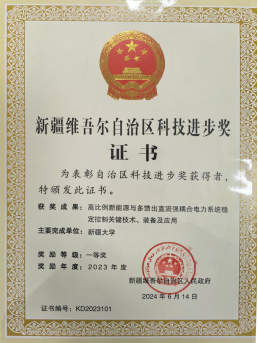 新疆维吾尔自治区科技进步奖
证书
为表彰自治区科技进步奖获得者，
特颁发此证书。
获奖成果：高比例新能源与多馈出直流强耦合电力系统稳
定控制关键技术、装备及应用
主要完成单位：新疆大学
奖励等级：一等奖
奖励年度：2023年度
新疆维吾尔自治区人民政府
2024年6月14日
证书编号：KD2023101